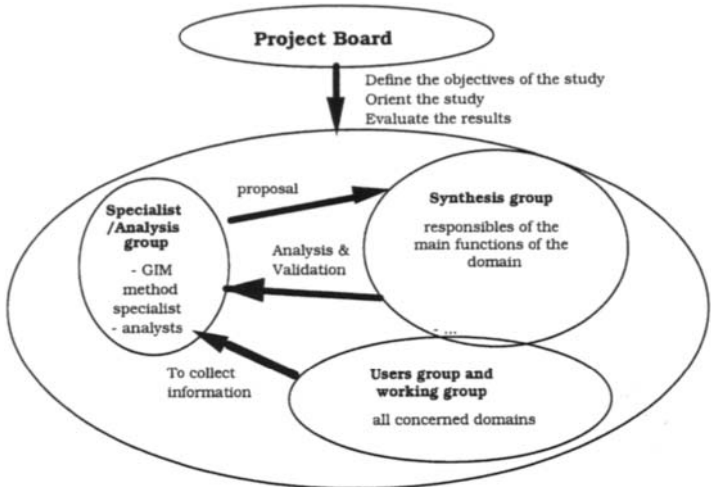 Project Board
Define the objectives of the study
Orient the study
Evaluate the results
proposal
Specialist
/Analysis
group
- GIM
method
specialist
- analysts
Analysis &
Validation
Synthesis group
responsibles of the
main functions of the
domain
- ...
To collect
information
Users group and
working group
all concerned domains